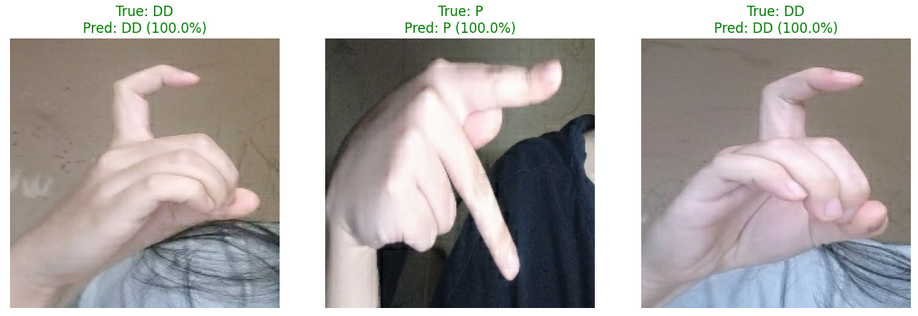 True: DD
Pred: DD (100.0%)
True: P
Pred: P (100.0%)
True: DD
Pred: DD (100.0%)